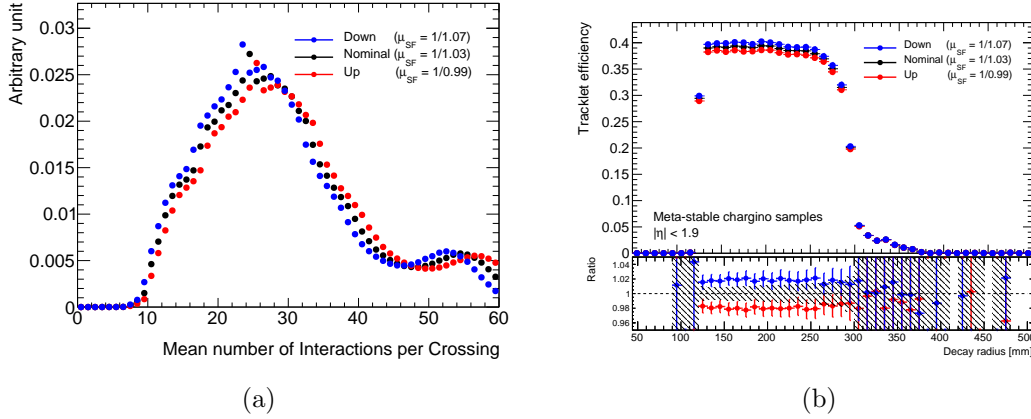 Arbitrary unit
0.03
0.025
0.02
0.015
0.01
0.005
0
Down (μSF = 1/1.07)
Nominal (μSF = 1/1.03)
Up (μSF = 1/0.99)
0 10 20 30 40 50 60
Mean number of Interactions per Crossing
(a)
Tracklet efficiency
0.4
0.35
0.3
0.25
0.2
0.15
0.1
0.05
0
Down (μSF = 1/1.07)
Nominal (μSF = 1/1.03)
Up (μSF = 1/0.99)
Meta-stable chargino samples
|η| < 1.9
Ratio
1.04
1.02
1
0.98
0.96
50 100 150 200 250 300 350 400 450 500
Decay radius [mm]
(b)